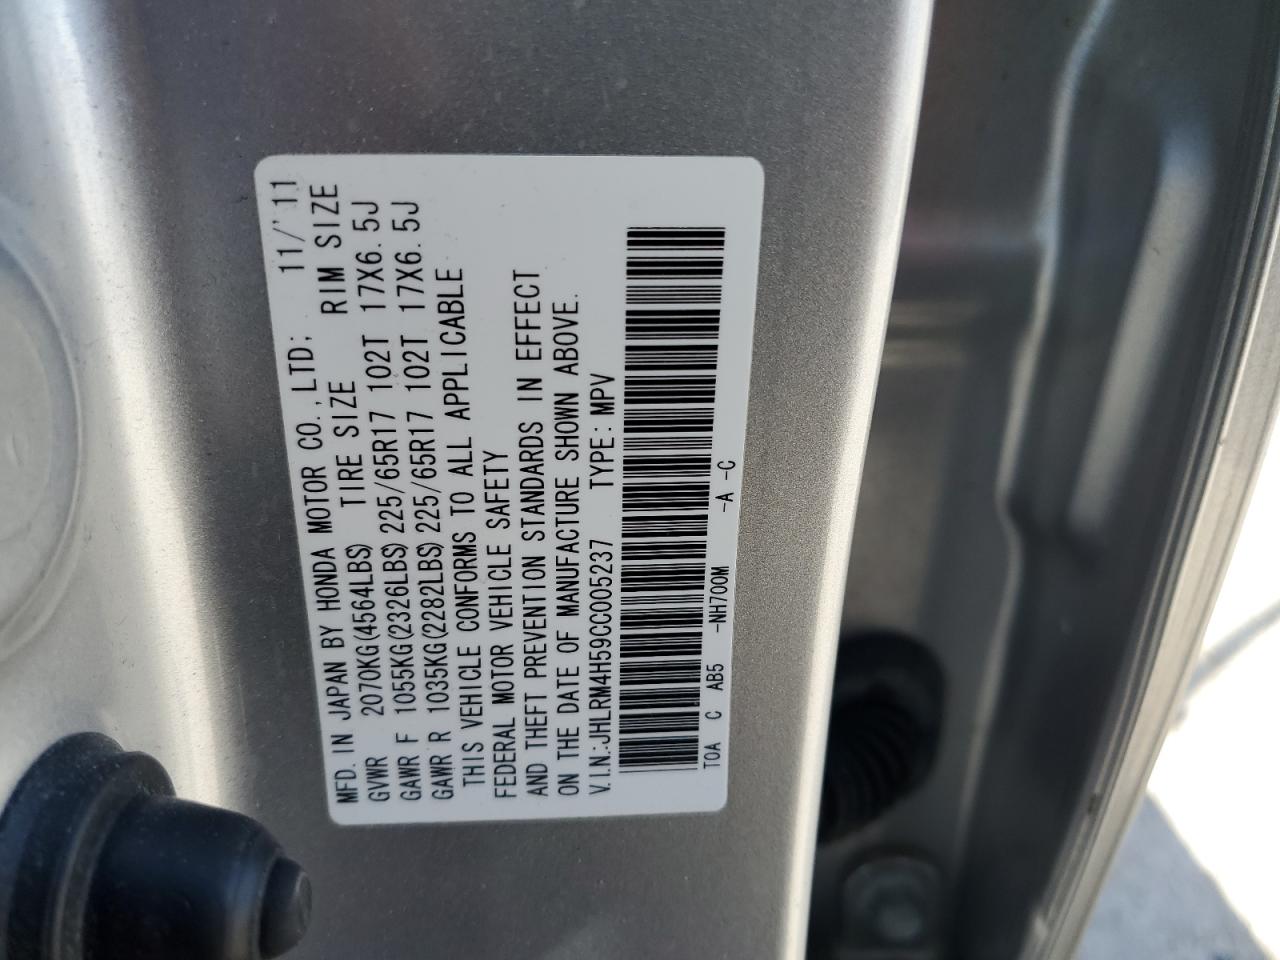 MFD. IN JAPAN BY HONDA MOTOR CO.,LTD: 11/'11
TIRE SIZE RIM SIZE
GVWR 2070KG(4564LBS)
GAWR F 1055KG(2326LBS) 225/65R17 102T 17X6.5J
GAWR R 1035KG(2282LBS) 225/65R17 102T 17X6.5J
THIS VEHICLE CONFORMS TO ALL APPLICABLE
FEDERAL MOTOR VEHICLE SAFETY
AND THEFT PREVENTION STANDARDS IN EFFECT
ON THE DATE OF MANUFACTURE SHOWN ABOVE.
V.I.N.:JHLRM4H59CC005237 TYPE:MPV
T0A C AB5 -NH700M -A -C